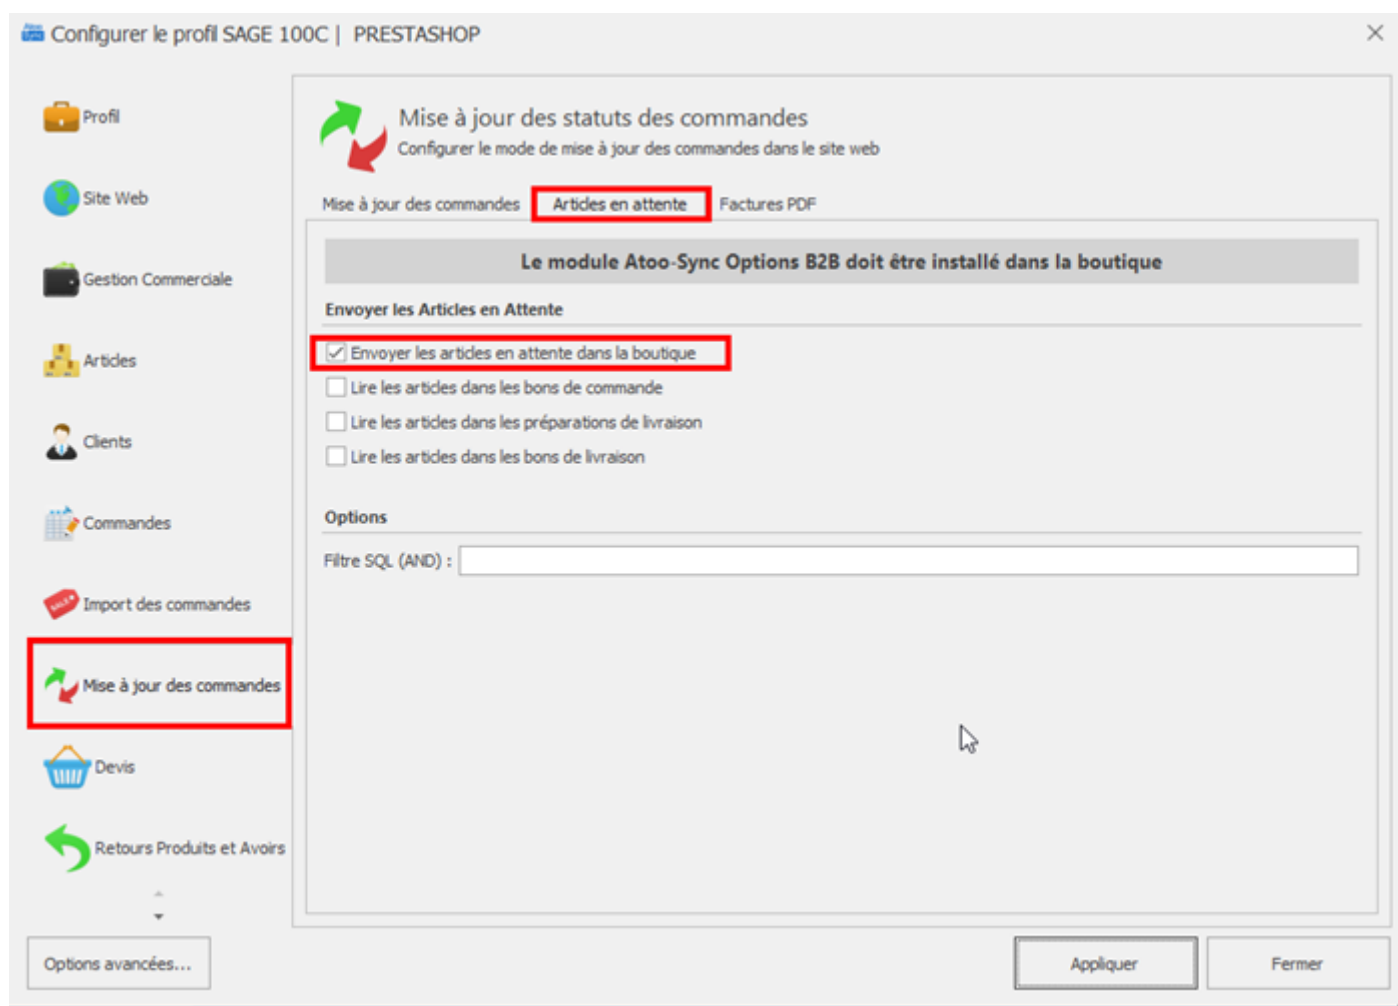 Atoo
Sync
Configurer le profil SAGE 100C | PRESTASHOP
Profil
Site Web
Gestion Commerciale
Articles
Clients
Commandes
SALE
Import des commandes
Mise à jour des commandes
Devis
Retours Produits et Avoirs
Options avancées...
Mise à jour des statuts des commandes
Configurer le mode de mise à jour des commandes dans le site web
Mise à jour des commandes Articles en attente Factures PDF
Le module Atoo-Sync Options B2B doit être installé dans la boutique
Envoyer les Articles en Attente
Envoyer les articles en attente dans la boutique
Lire les articles dans les bons de commande
Lire les articles dans les préparations de livraison
Lire les articles dans les bons de livraison
Options
Filtre SQL (AND) :
Appliquer Fermer